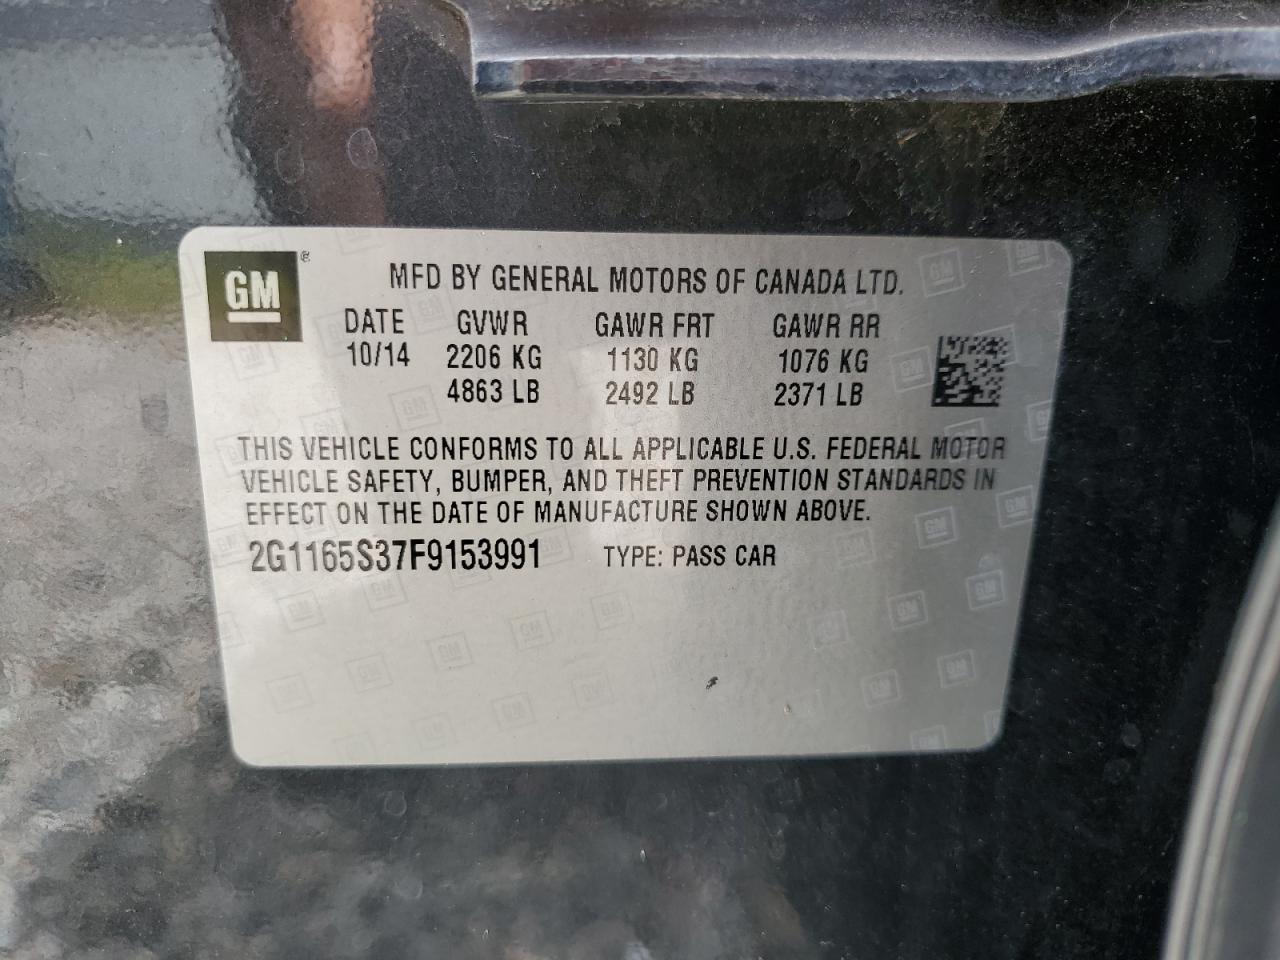 GM ®
MFD BY GENERAL MOTORS OF CANADA LTD.
DATE GVWR GAWR FRT GAWR RR
10/14 2206 KG 1130 KG 1076 KG
4863 LB 2492 LB 2371 LB
THIS VEHICLE CONFORMS TO ALL APPLICABLE U.S. FEDERAL MOTOR
VEHICLE SAFETY, BUMPER, AND THEFT PREVENTION STANDARDS IN
EFFECT ON THE DATE OF MANUFACTURE SHOWN ABOVE.
2G1165S37F9153991 TYPE: PASS CAR